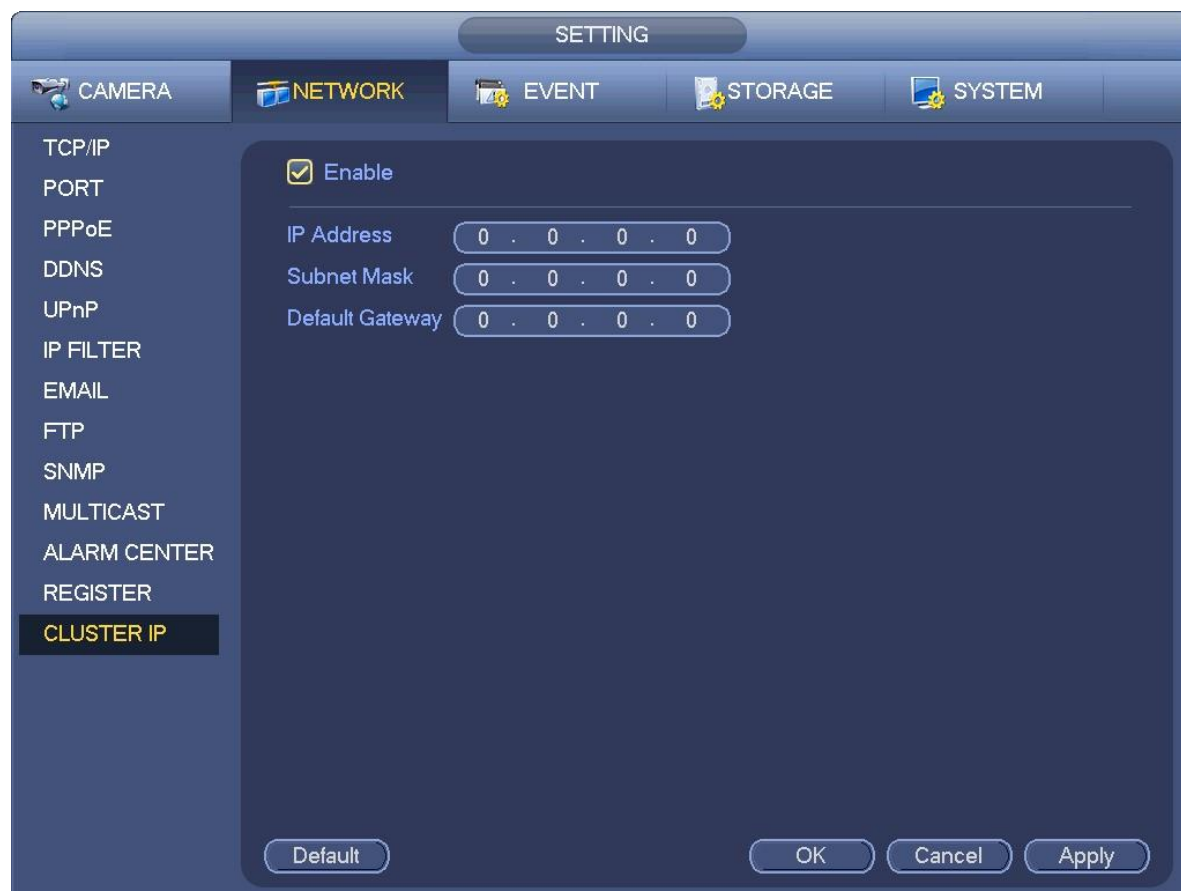 SETTING
CAMERA NETWORK EVENT STORAGE SYSTEM
TCP/IP
PORT
PPPoE
DDNS
UPnP
IP FILTER
EMAIL
FTP
SNMP
MULTICAST
ALARM CENTER
REGISTER
CLUSTER IP
Enable
IP Address 0 . 0 . 0 . 0
Subnet Mask 0 . 0 . 0 . 0
Default Gateway 0 . 0 . 0 . 0
Default OK Cancel Apply